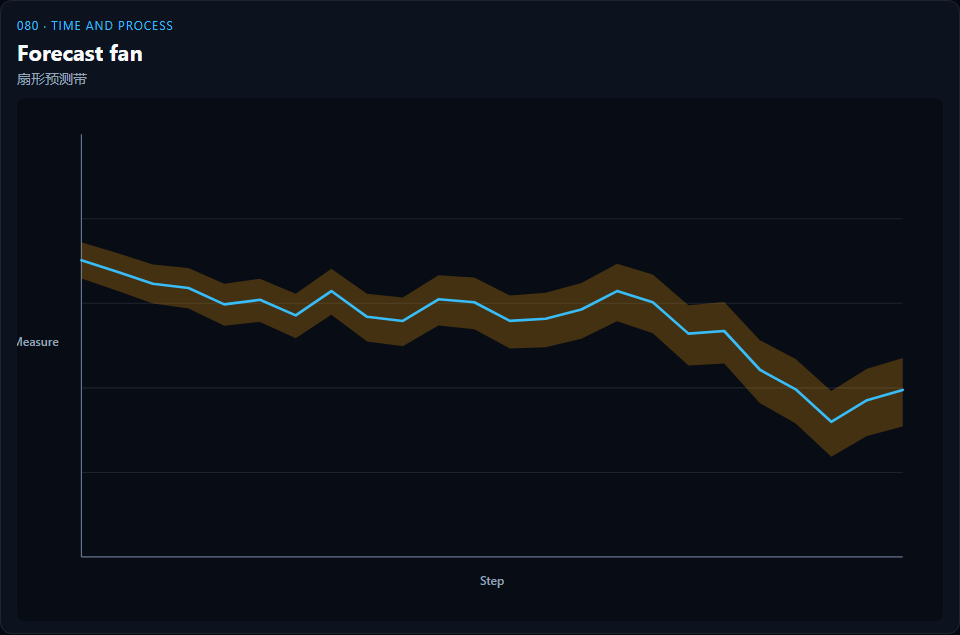 080 · TIME AND PROCESS
Forecast fan
扇形预测带
Measure
Step